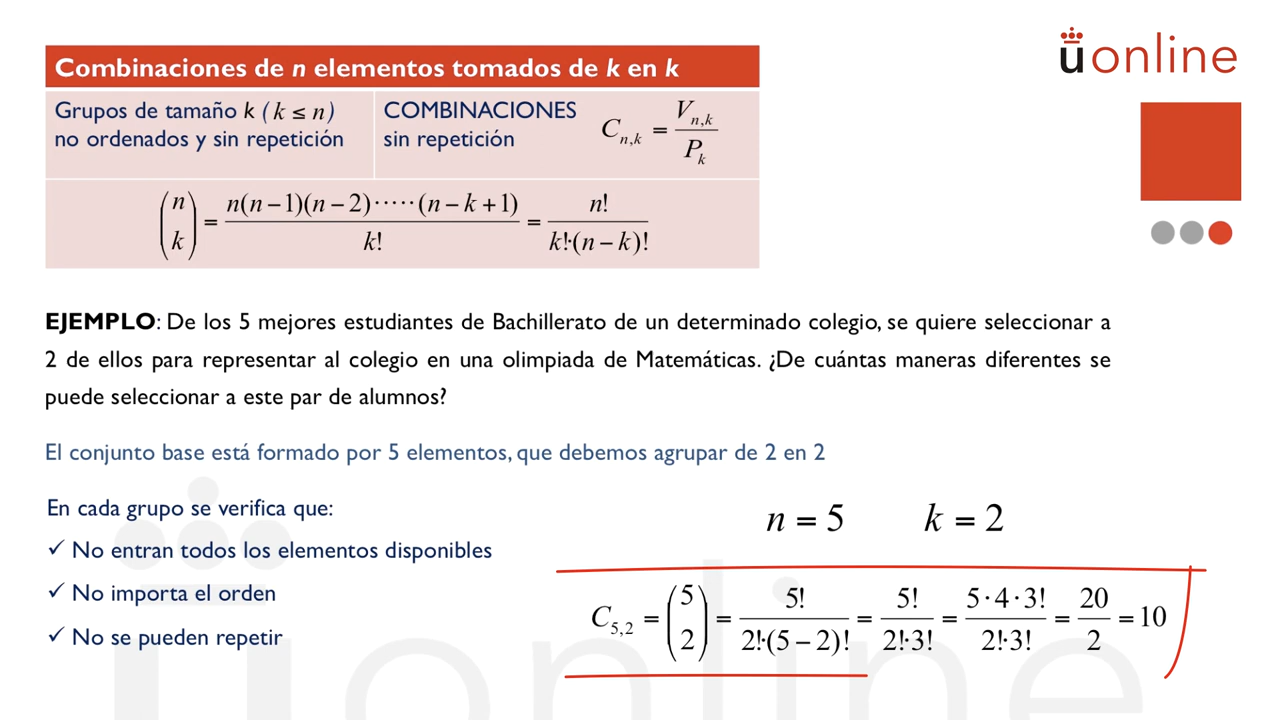 üonline
Combinaciones de n elementos tomados de k en k
Grupos de tamaño k (k ≤ n)
no ordenados y sin repetición
COMBINACIONES
sin repetición
C_{n,k} = V_{n,k} / P_k
(n k) = n(n−1)(n−2)·····(n−k+1) / k! = n! / k!·(n−k)!
EJEMPLO: De los 5 mejores estudiantes de Bachillerato de un determinado colegio, se quiere seleccionar a
2 de ellos para representar al colegio en una olimpiada de Matemáticas. ¿De cuántas maneras diferentes se
puede seleccionar a este par de alumnos?
El conjunto base está formado por 5 elementos, que debemos agrupar de 2 en 2
En cada grupo se verifica que:
✓ No entran todos los elementos disponibles
✓ No importa el orden
✓ No se pueden repetir
n = 5 k = 2
C_{5,2} = (5 2) = 5! / 2!·(5−2)! = 5! / 2!·3! = 5·4·3! / 2!·3! = 20 / 2 = 10
üonline